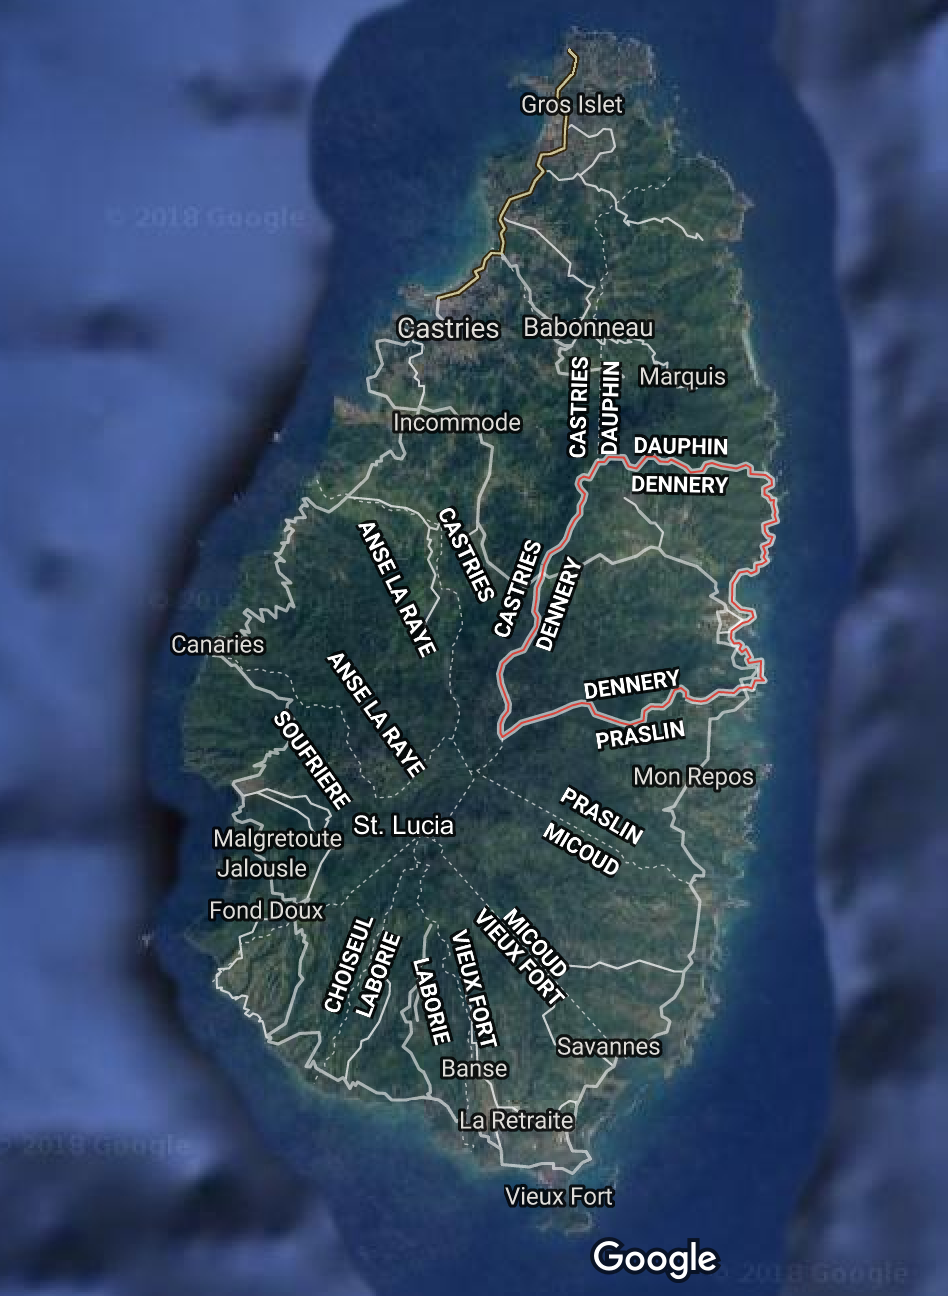 Gros Islet
© 2018 Google
Castries
Babonneau
Marquis
CASTRIES
DAUPHIN
Incommode
DAUPHIN
DENNERY
CASTRIES
ANSE LA RAYE
CASTRIES
DENNERY
Canaries
ANSE LA RAYE
DENNERY
PRASLIN
SOUFRIERE
Mon Repos
PRASLIN
MICOUD
St. Lucia
Malgretoute
Jalousie
Fond Doux
MICOUD
VIEUX FORT
CHOISEUL
LABORIE
LABORIE
VIEUX FORT
Savannes
Banse
La Retraite
© 2018 Google
Vieux Fort
Google
2018 Google